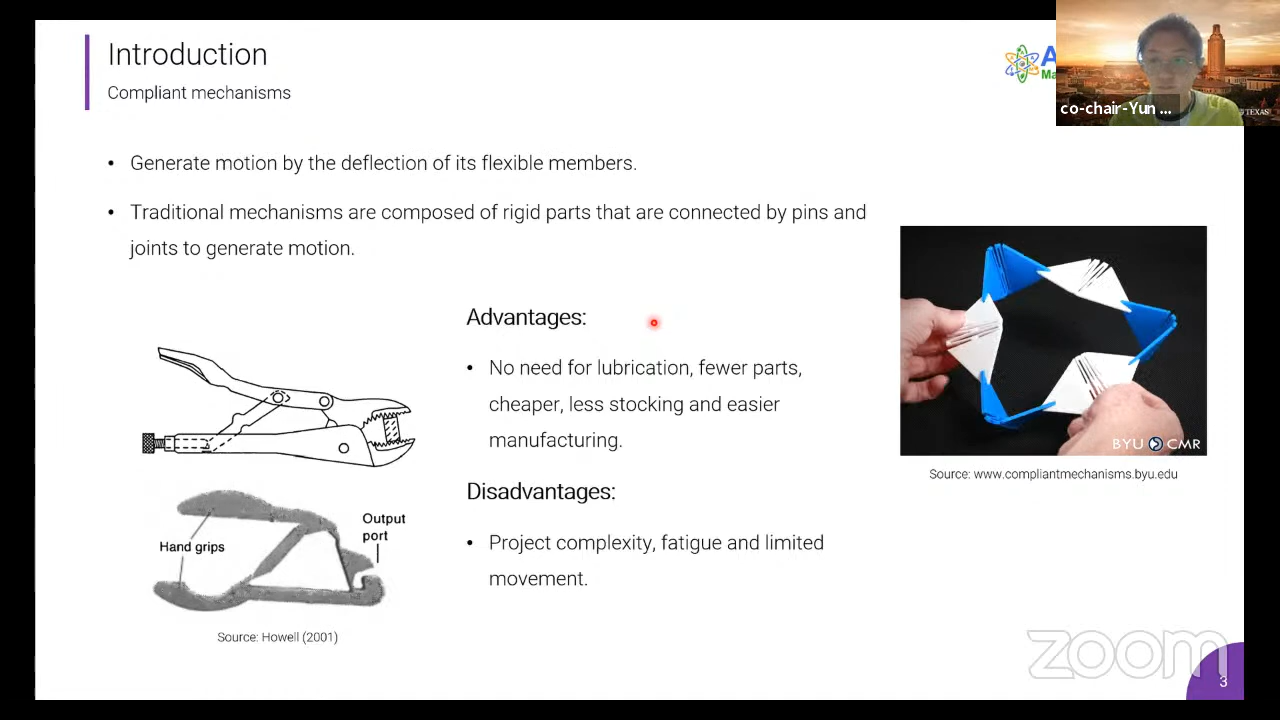 Introduction
Compliant mechanisms
co-chair-Yun ...
TEXAS
• Generate motion by the deflection of its flexible members.
• Traditional mechanisms are composed of rigid parts that are connected by pins and
joints to generate motion.
Advantages:
• No need for lubrication, fewer parts,
cheaper, less stocking and easier
manufacturing.
BYU CMR
Source: www.compliantmechanisms.byu.edu
Disadvantages:
• Project complexity, fatigue and limited
movement.
Output
port
Hand grips
Source: Howell (2001)
zoom
3